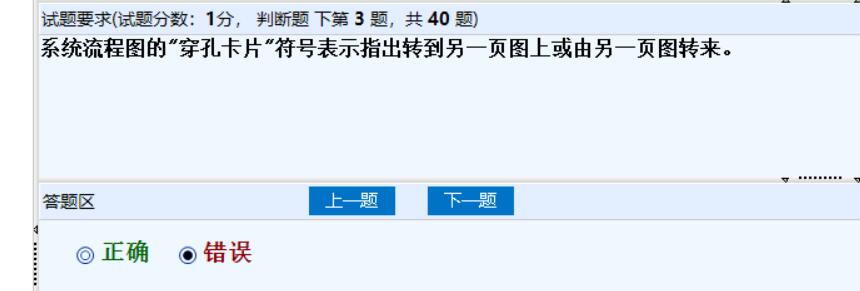 试题要求(试题分数：1分， 判断题 下第 3 题，共 40 题)
系统流程图的"穿孔卡片"符号表示指出转到另一页图上或由另一页图转来。
答题区 上一题 下一题
正确 错误